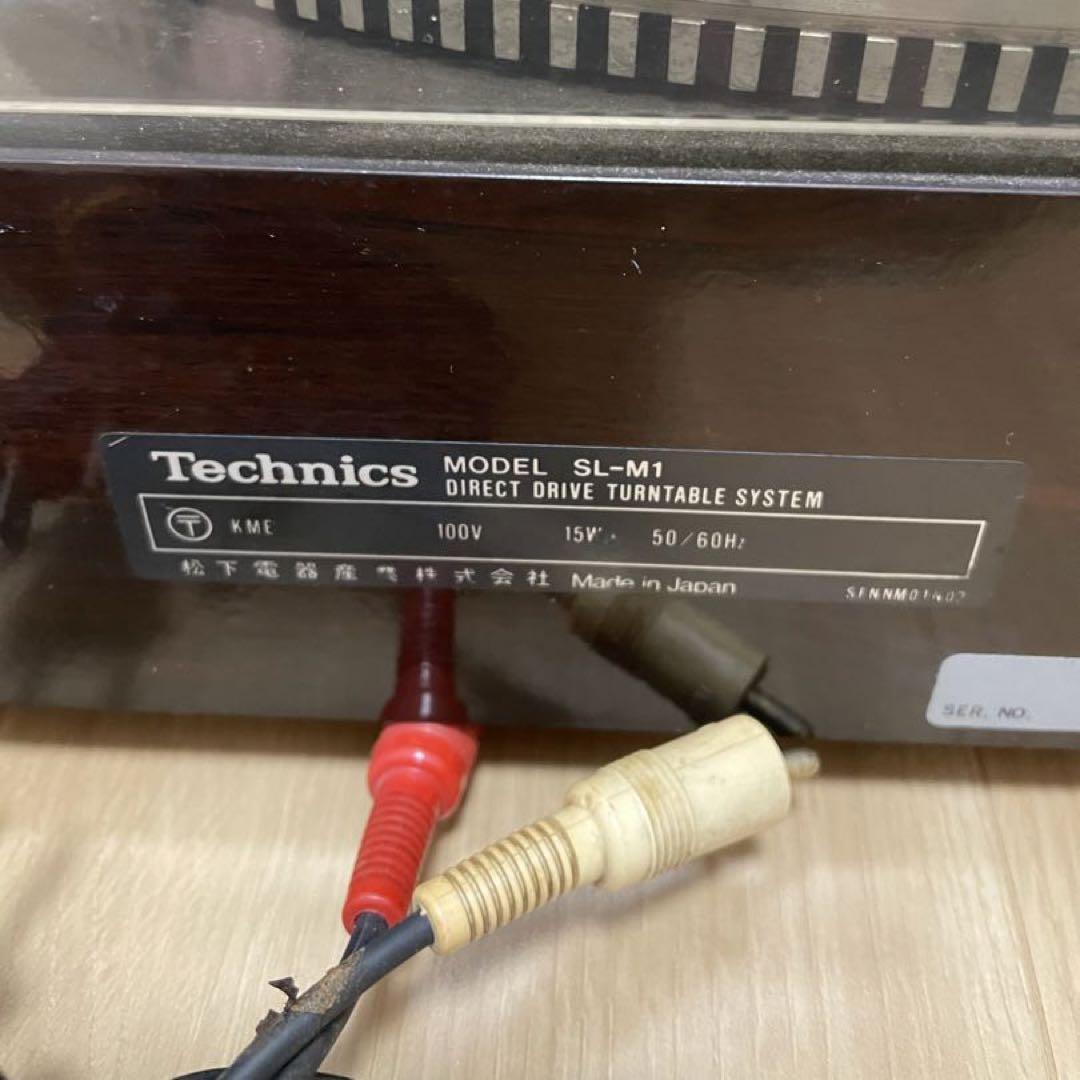 Technics MODEL SL-M1
DIRECT DRIVE TURNTABLE SYSTEM
〒 KME 100V 15W 50/60Hz
松下電器産業株式会社 Made in Japan
SER. NO.